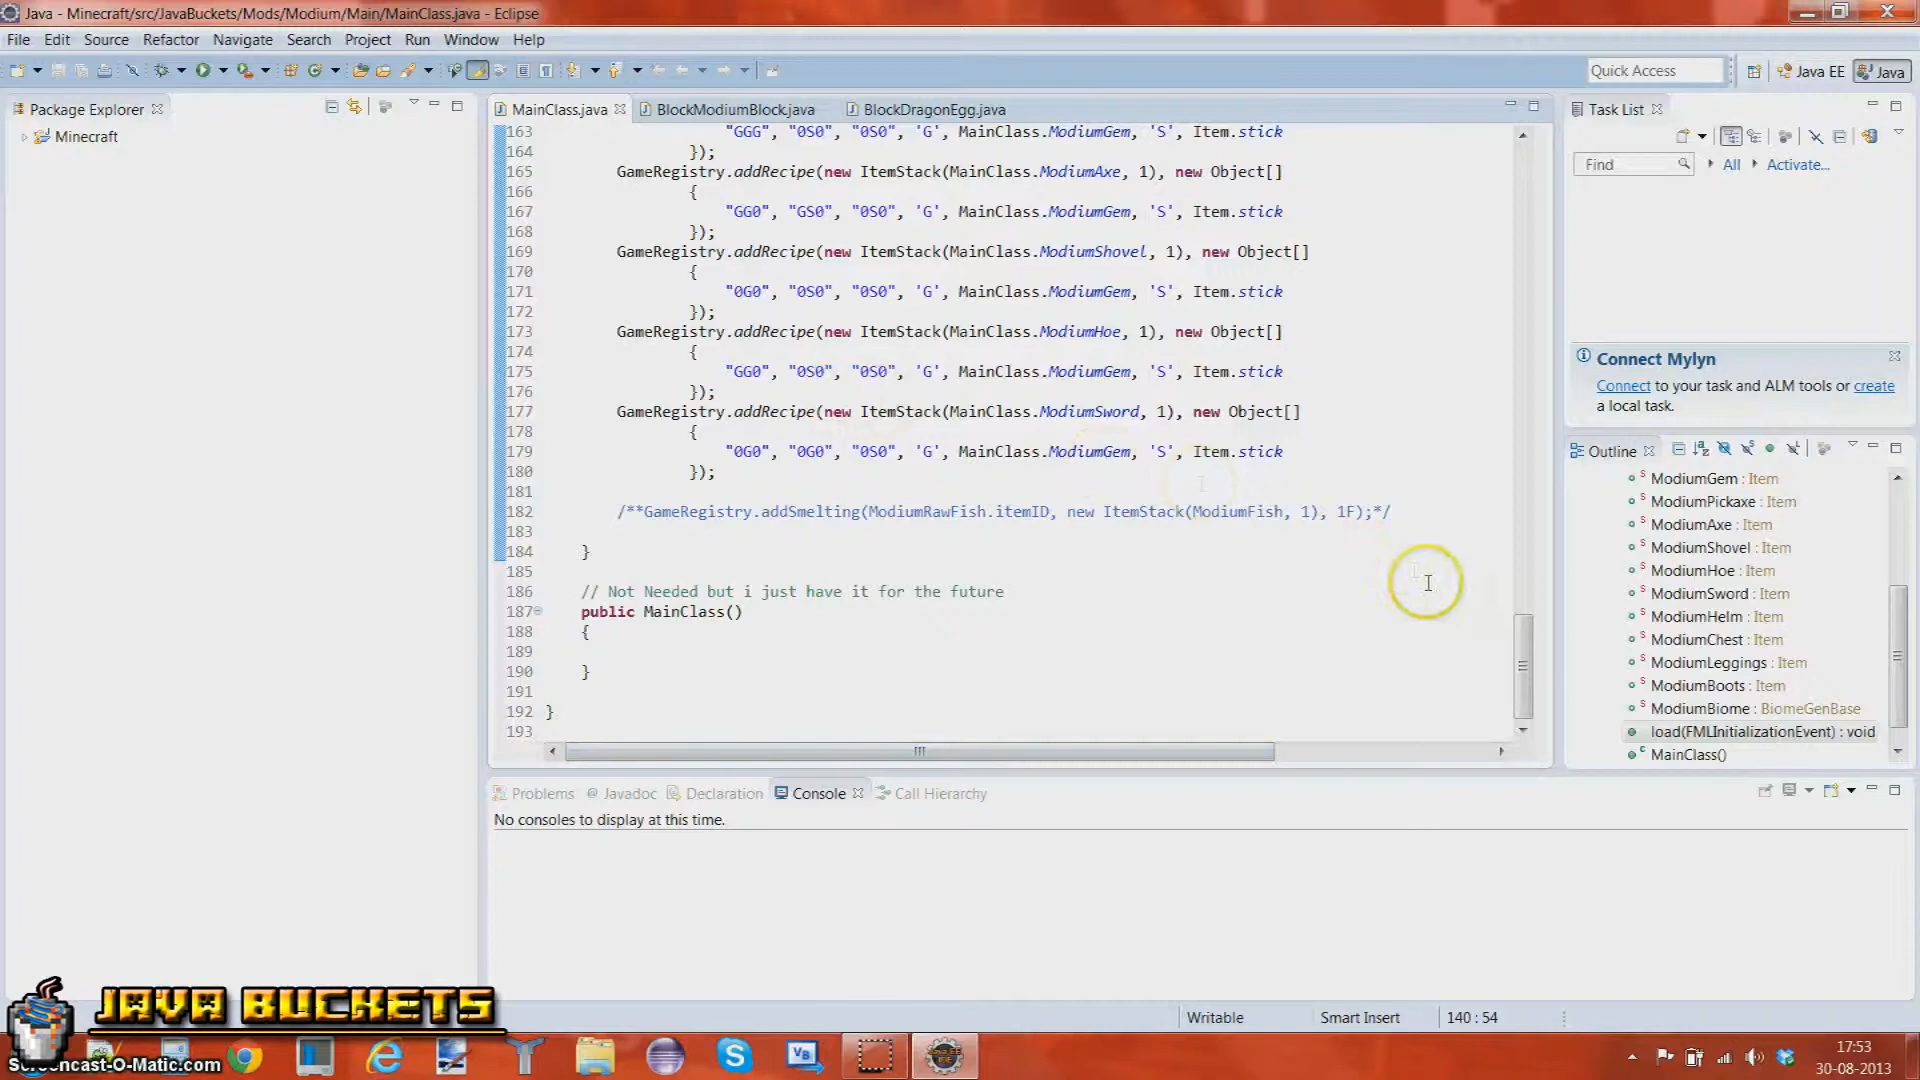 Java - Minecraft/src/JavaBuckets/Mods/Modium/Main/MainClass.java - Eclipse
File Edit Source Refactor Navigate Search Project Run Window Help
Quick Access
Java EE
Java
Package Explorer
Minecraft
MainClass.java
BlockModiumBlock.java
BlockDragonEgg.java
163 "GGG", "0S0", "0S0", 'G', MainClass.ModiumGem, 'S', Item.stick
164 });
165 GameRegistry.addRecipe(new ItemStack(MainClass.ModiumAxe, 1), new Object[]
166 {
167 "GG0", "GS0", "0S0", 'G', MainClass.ModiumGem, 'S', Item.stick
168 });
169 GameRegistry.addRecipe(new ItemStack(MainClass.ModiumShovel, 1), new Object[]
170 {
171 "0G0", "0S0", "0S0", 'G', MainClass.ModiumGem, 'S', Item.stick
172 });
173 GameRegistry.addRecipe(new ItemStack(MainClass.ModiumHoe, 1), new Object[]
174 {
175 "GG0", "0S0", "0S0", 'G', MainClass.ModiumGem, 'S', Item.stick
176 });
177 GameRegistry.addRecipe(new ItemStack(MainClass.ModiumSword, 1), new Object[]
178 {
179 "0G0", "0G0", "0S0", 'G', MainClass.ModiumGem, 'S', Item.stick
180 });
181
182 /**GameRegistry.addSmelting(ModiumRawFish.itemID, new ItemStack(ModiumFish, 1), 1F);*/
183
184 }
185
186 // Not Needed but i just have it for the future
187 public MainClass()
188 {
189
190 }
191
192 }
193
Task List
Find
All
Activate...
Connect Mylyn
Connect to your task and ALM tools or create
a local task.
Outline
ModiumGem : Item
ModiumPickaxe : Item
ModiumAxe : Item
ModiumShovel : Item
ModiumHoe : Item
ModiumSword : Item
ModiumHelm : Item
ModiumChest : Item
ModiumLeggings : Item
ModiumBoots : Item
ModiumBiome : BiomeGenBase
load(FMLInitializationEvent) : void
MainClass()
Problems
@ Javadoc
Declaration
Console
Call Hierarchy
No consoles to display at this time.
Writable
Smart Insert
140 : 54
JAVA BUCKETS
Screencast-O-Matic.com
17:53
30-08-2013